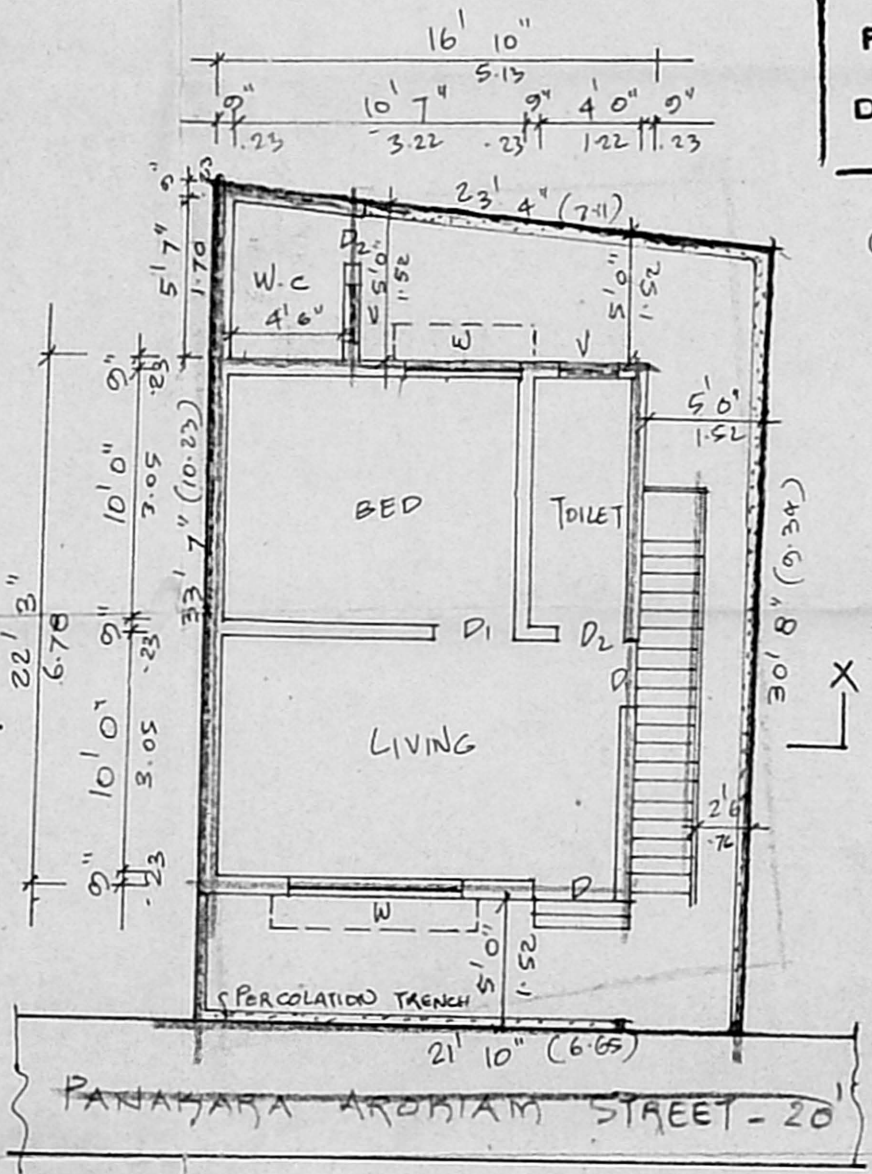 16' 10"
5.13
9" 10' 7" 9" 4' 0" 9"
.23 3.22 .23 1.22 .23
23' 4" (7.11)
9"
.23
5' 7"
1.70
W.C
4' 6"
D2
V
5' 0"
1.52
5' 0"
1.52
W
V
5' 0"
1.52
9"
.23
10' 0"
3.05
9"
.23
10' 0"
3.05
9"
.23
22' 3"
6.78
33' 7" (10.23)
BED
TOILET
D1
D2
D
LIVING
30' 8" (9.34)
X
2' 6
.76
W
D
5' 0"
1.52
PERCOLATION TRENCH
21' 10" (6.65)
PANAKARA AROKIAM STREET - 20'